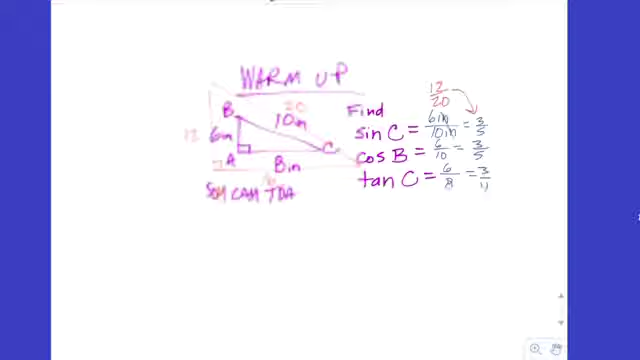 WARM UP
B
20
10in
12
6in
A
C
8in
SOH CAH TOA
Find
12/20
sin C = 6in/10in = 3/5
cos B = 6/10 = 3/5
tan C = 6/8 = 3/4